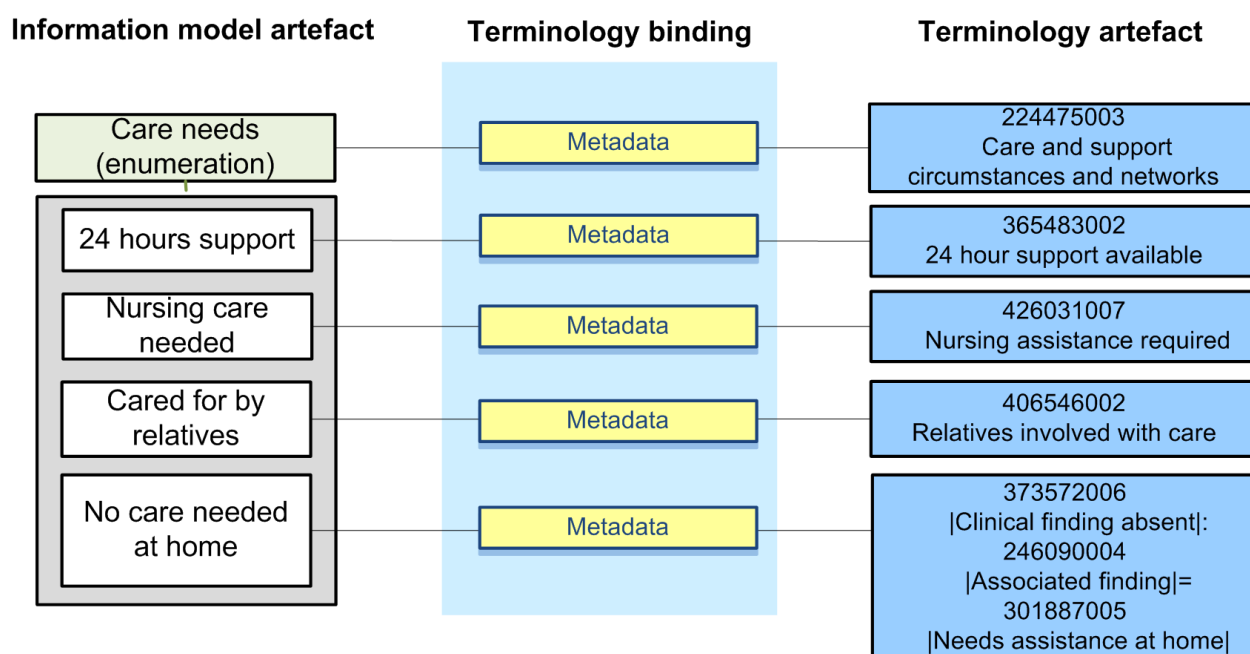 Information model artefact
Terminology binding
Terminology artefact
Care needs
(enumeration)
Metadata
224475003
Care and support
circumstances and networks
24 hours support
Metadata
365483002
24 hour support available
Nursing care
needed
Metadata
426031007
Nursing assistance required
Cared for by
relatives
Metadata
406546002
Relatives involved with care
No care needed
at home
Metadata
373572006
|Clinical finding absent|:
246090004
|Associated finding|=
301887005
|Needs assistance at home|